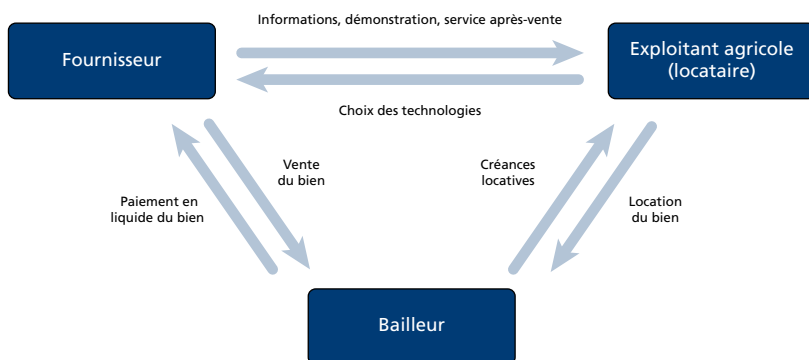 Informations, démonstration, service après-vente
Fournisseur
Exploitant agricole
(locataire)
Choix des technologies
Vente
du bien
Créances
locatives
Paiement en
liquide du bien
Location
du bien
Bailleur